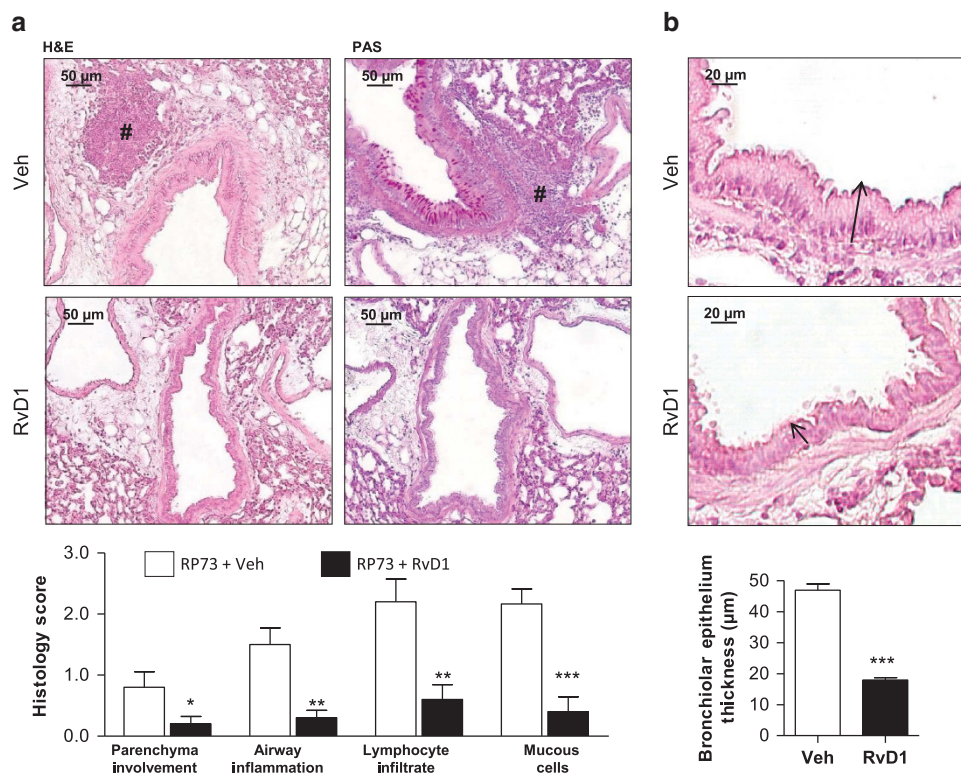 a
b
H&E
PAS
50 µm
50 µm
20 µm
Veh
#
#
RvD1
50 µm
50 µm
20 µm
RvD1
Histology score
3.0
2.0
1.0
0.0
RP73 + Veh
RP73 + RvD1
*
**
**
***
Parenchyma
involvement
Airway
inflammation
Lymphocyte
infiltrate
Mucous
cells
Veh
Bronchiolar epithelium
thickness (µm)
50
40
30
20
10
0
***
Veh
RvD1